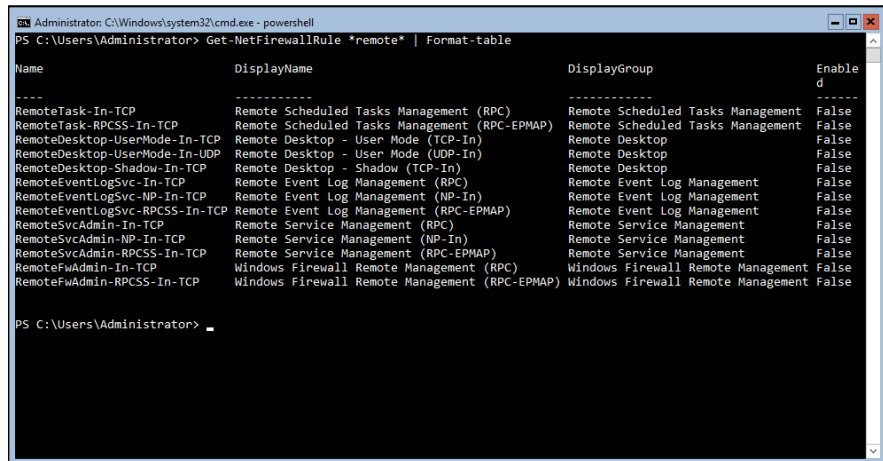 Administrator: C:\Windows\system32\cmd.exe - powershell
PS C:\Users\Administrator> Get-NetFirewallRule *remote* | Format-table
Name DisplayName DisplayGroup Enable
d
---- ----------- ------------ ------
RemoteTask-In-TCP Remote Scheduled Tasks Management (RPC) Remote Scheduled Tasks Management False
RemoteTask-RPCSS-In-TCP Remote Scheduled Tasks Management (RPC-EPMAP) Remote Scheduled Tasks Management False
RemoteDesktop-UserMode-In-TCP Remote Desktop - User Mode (TCP-In) Remote Desktop False
RemoteDesktop-UserMode-In-UDP Remote Desktop - User Mode (UDP-In) Remote Desktop False
RemoteDesktop-Shadow-In-TCP Remote Desktop - Shadow (TCP-In) Remote Desktop False
RemoteEventLogSvc-In-TCP Remote Event Log Management (RPC) Remote Event Log Management False
RemoteEventLogSvc-NP-In-TCP Remote Event Log Management (NP-In) Remote Event Log Management False
RemoteEventLogSvc-RPCSS-In-TCP Remote Event Log Management (RPC-EPMAP) Remote Event Log Management False
RemoteSvcAdmin-In-TCP Remote Service Management (RPC) Remote Service Management False
RemoteSvcAdmin-NP-In-TCP Remote Service Management (NP-In) Remote Service Management False
RemoteSvcAdmin-RPCSS-In-TCP Remote Service Management (RPC-EPMAP) Remote Service Management False
RemoteFwAdmin-In-TCP Windows Firewall Remote Management (RPC) Windows Firewall Remote Management False
RemoteFwAdmin-RPCSS-In-TCP Windows Firewall Remote Management (RPC-EPMAP) Windows Firewall Remote Management False
PS C:\Users\Administrator> _